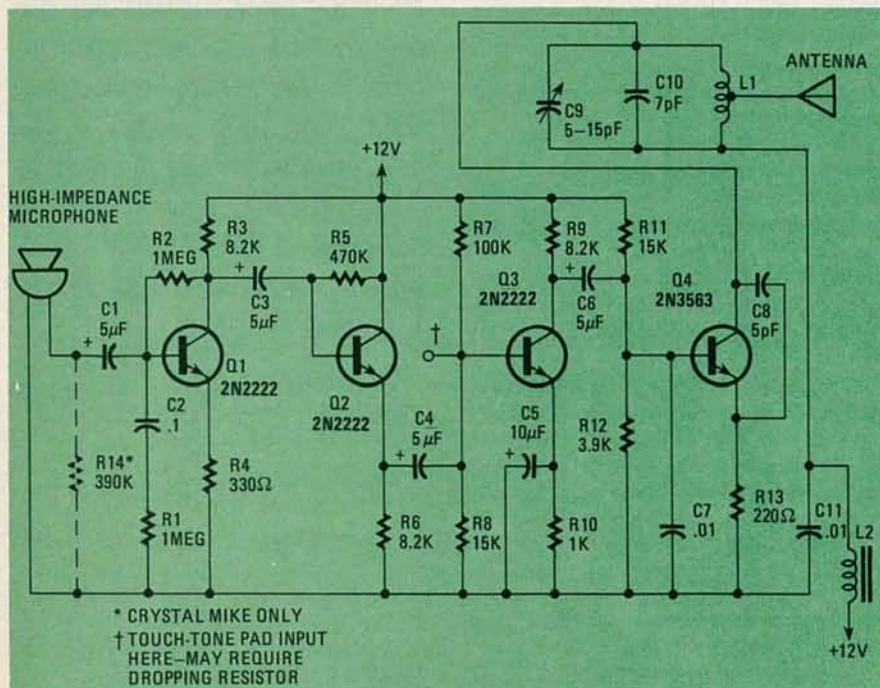 ANTENNA
L1
C10
7pF
C9
5–15pF
+12V
HIGH-IMPEDANCE
MICROPHONE
R3
8.2K
R2
1MEG
R5
470K
R7
100K
R9
8.2K
R11
15K
C1
5µF
+
C3
5µF
+
Q3
2N2222
C6
5µF
+
Q4
2N3563
C8
5pF
†
Q1
2N2222
Q2
2N2222
C2
.1
C4
5µF
+
C5
10µF
+
R12
3.9K
R14*
390K
R4
330Ω
R1
1MEG
R6
8.2K
R8
15K
R10
1K
C7
.01
R13
220Ω
C11
.01
L2
+12V
* CRYSTAL MIKE ONLY
† TOUCH-TONE PAD INPUT
HERE–MAY REQUIRE
DROPPING RESISTOR